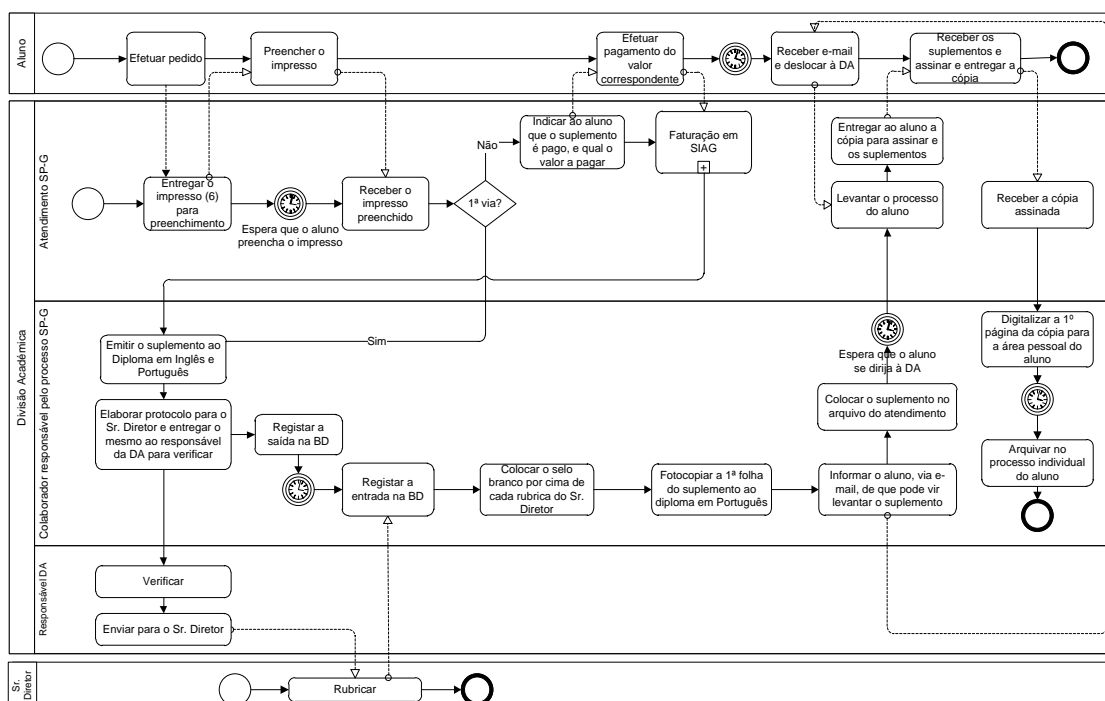 Aluno
Efetuar pedido
Preencher o
impresso
Efetuar
pagamento do
valor
correspondente
Receber e-mail
e deslocar à DA
Receber os
suplementos e
assinar e entregar a
cópia
Divisão Académica
Atendimento SP-G
Entregar o
impresso (6)
para
preenchimento
Espera que o aluno
preencha o impresso
Receber o
impresso
preenchido
1ª via?
Não
Indicar ao aluno
que o suplemento
é pago, e qual o
valor a pagar
Faturação em
SIAG
Entregar ao aluno a
cópia para assinar e
os suplementos
Levantar o processo
do aluno
Receber a cópia
assinada
Colaborador responsável pelo processo SP-G
Emitir o suplemento ao
Diploma em Inglês e
Português
Sim
Elaborar protocolo para o
Sr. Diretor e entregar o
mesmo ao responsável
da DA para verificar
Registar a
saída na BD
Registar a
entrada na BD
Colocar o selo
branco por cima de
cada rubrica do Sr.
Diretor
Fotocopiar a 1ª folha
do suplemento ao
diploma em Português
Informar o aluno, via e-
mail, de que pode vir
levantar o suplemento
Colocar o suplemento no
arquivo do atendimento
Espera que o aluno
se dirija à DA
Digitalizar a 1º
página da cópia para
a área pessoal do
aluno
Arquivar no
processo individual
do aluno
Responsável DA
Verificar
Enviar para o Sr. Diretor
Sr.
Diretor
Rubricar